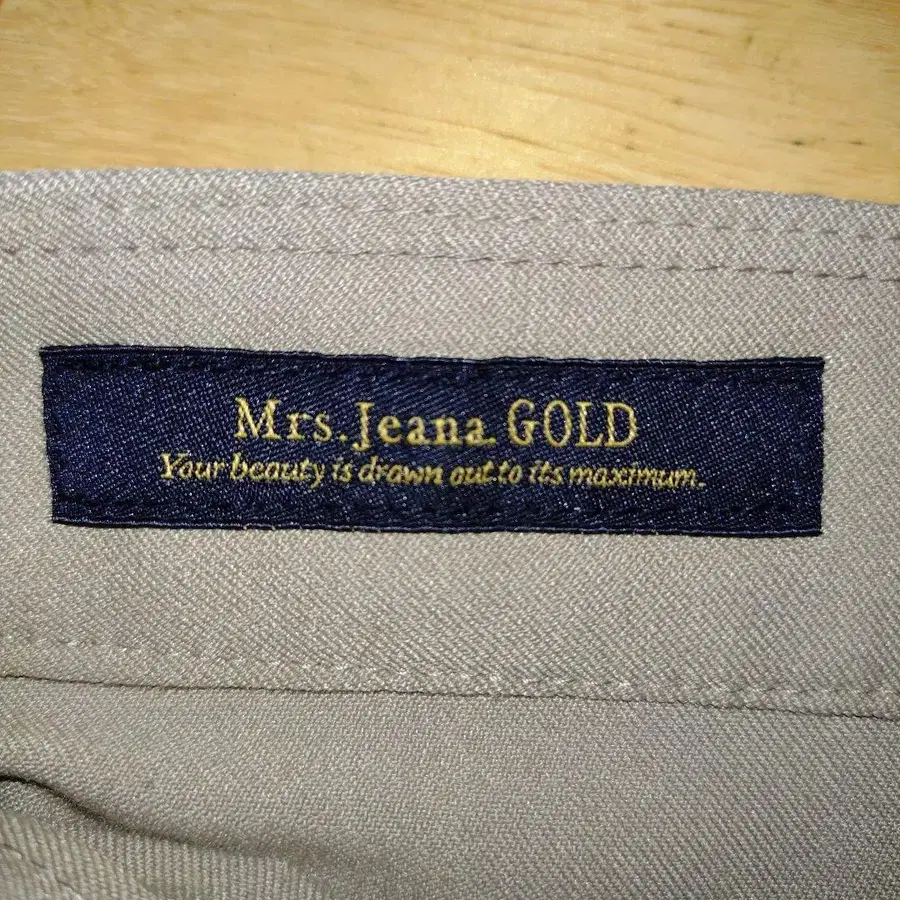 Mrs.Jeana GOLD
Your beauty is drawn out to its maximum.